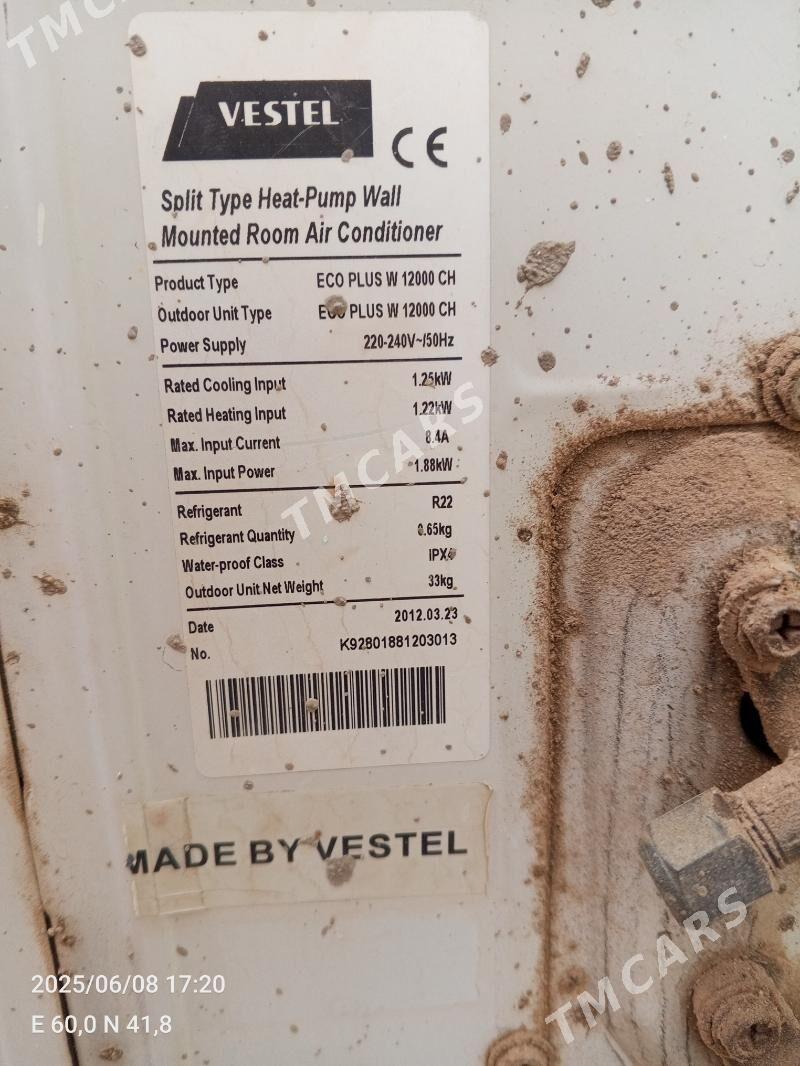 TMCARS
VESTEL
CE
Split Type Heat-Pump Wall
Mounted Room Air Conditioner
Product Type ECO PLUS W 12000 CH
Outdoor Unit Type ECO PLUS W 12000 CH
Power Supply 220-240V~/50Hz
Rated Cooling Input 1.25kW
Rated Heating Input 1.22kW
Max. Input Current 8.4A
Max. Input Power 1.88kW
TMCARS
Refrigerant R22
Refrigerant Quantity 0.65kg
Water-proof Class IPX4
Outdoor Unit Net Weight 33kg
Date 2012.03.23
No. K92801881203013
MADE BY VESTEL
TMCARS
2025/06/08 17:20
E 60,0 N 41,8